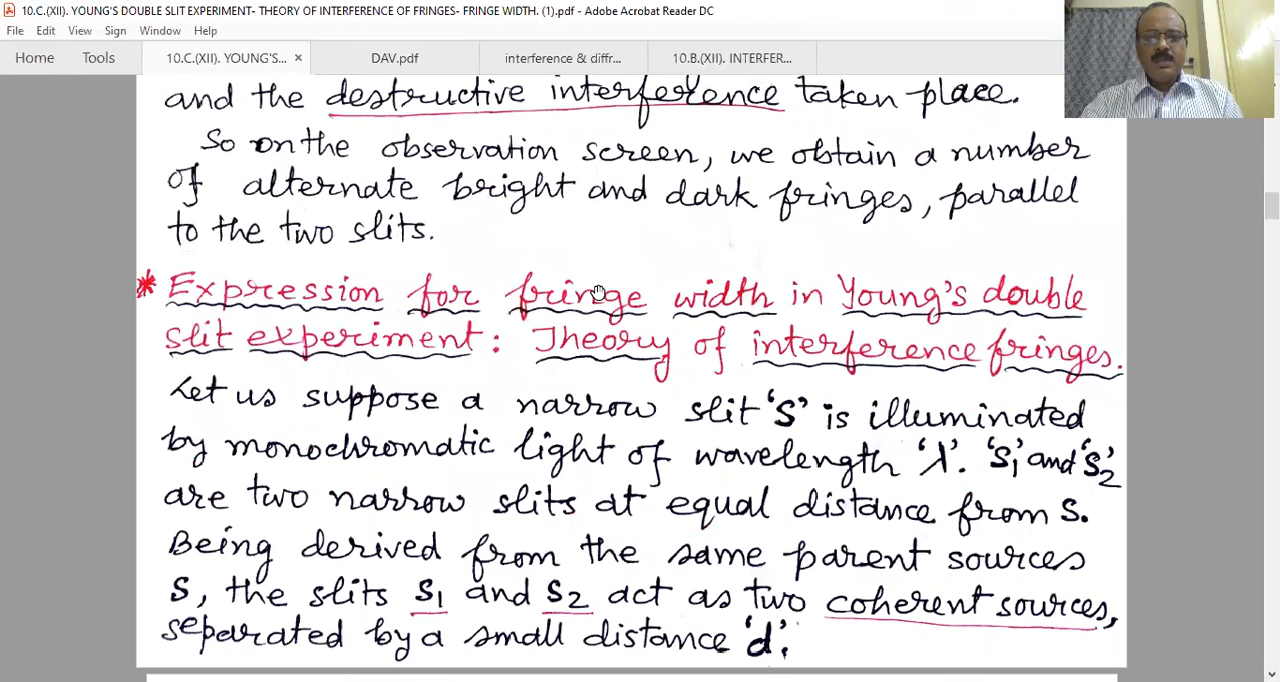 10.C.(XII). YOUNG'S DOUBLE SLIT EXPERIMENT- THEORY OF INTERFERENCE OF FRINGES- FRINGE WIDTH. (1).pdf - Adobe Acrobat Reader DC
File Edit View Sign Window Help
Home Tools 10.C.(XII). YOUNG'S... × DAV.pdf interference & diffr... 10.B.(XII). INTERFER...
and the destructive interference taken place.
So on the observation screen, we obtain a number
of alternate bright and dark fringes, parallel
to the two slits.
* Expression for fringe width in Young's double
slit experiment: Theory of interference fringes.
Let us suppose a narrow slit 'S' is illuminated
by monochromatic light of wavelength 'λ'. 'S₁' and 'S₂'
are two narrow slits at equal distance from S.
Being derived from the same parent sources
S, the slits S₁ and S₂ act as two coherent sources,
separated by a small distance 'd'.